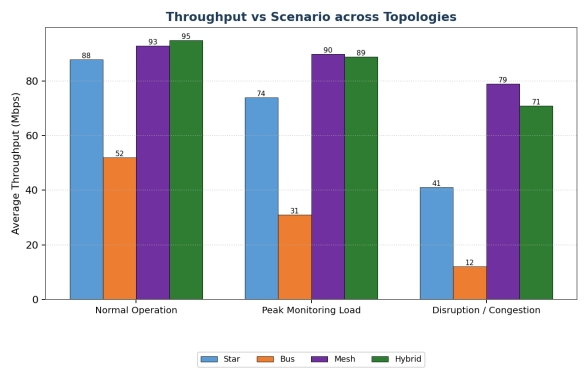 Throughput vs Scenario across Topologies
Average Throughput (Mbps)
80
60
40
20
0
88
52
93
95
74
31
90
89
41
12
79
71
Normal Operation
Peak Monitoring Load
Disruption / Congestion
Star
Bus
Mesh
Hybrid